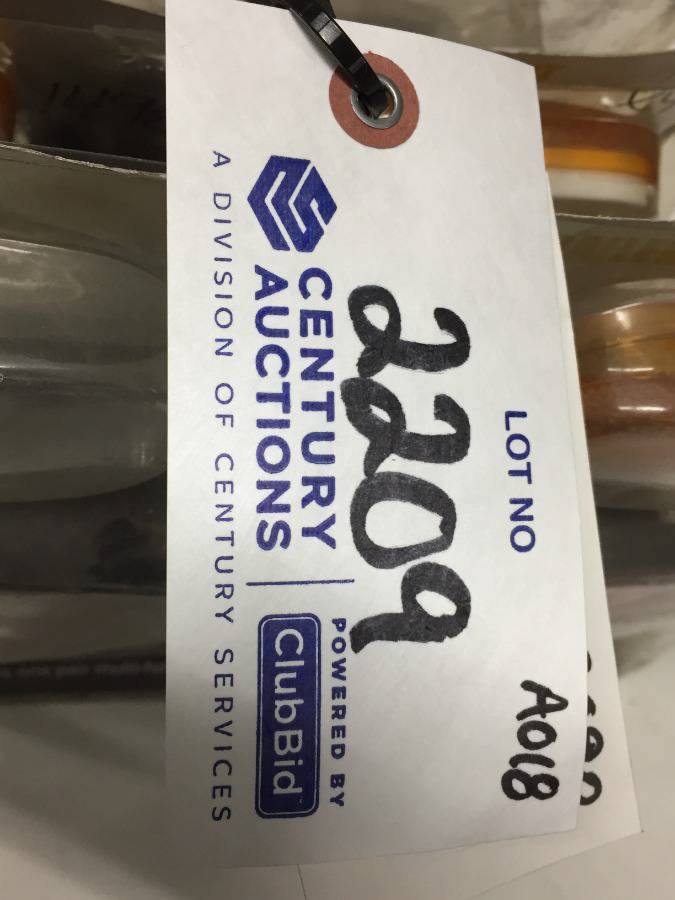 LOT NO
A018
2209
CENTURY
AUCTIONS
POWERED BY
ClubBid
A DIVISION OF CENTURY SERVICES